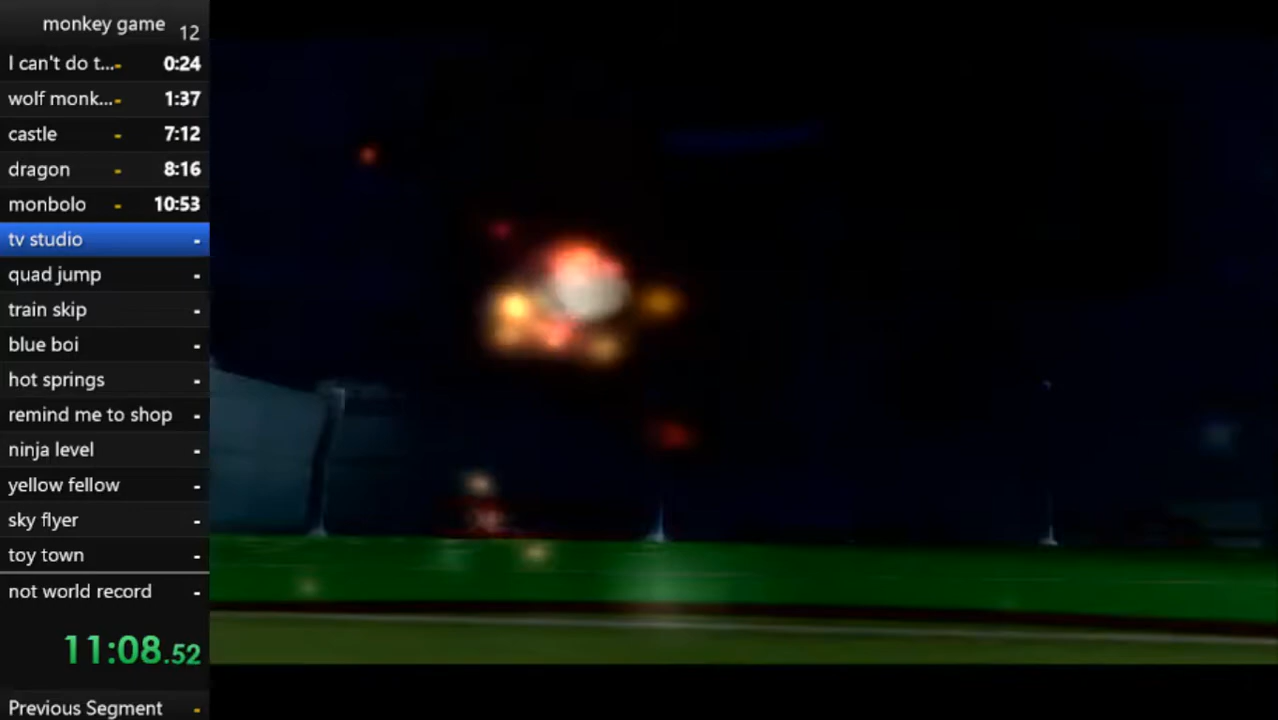 monkey game 12
I can't do t...- 0:24
wolf monk...- 1:37
castle - 7:12
dragon - 8:16
monbolo - 10:53
tv studio -
quad jump -
train skip -
blue boi -
hot springs -
remind me to shop -
ninja level -
yellow fellow -
sky flyer -
toy town -
not world record -
11:08.52
Previous Segment -